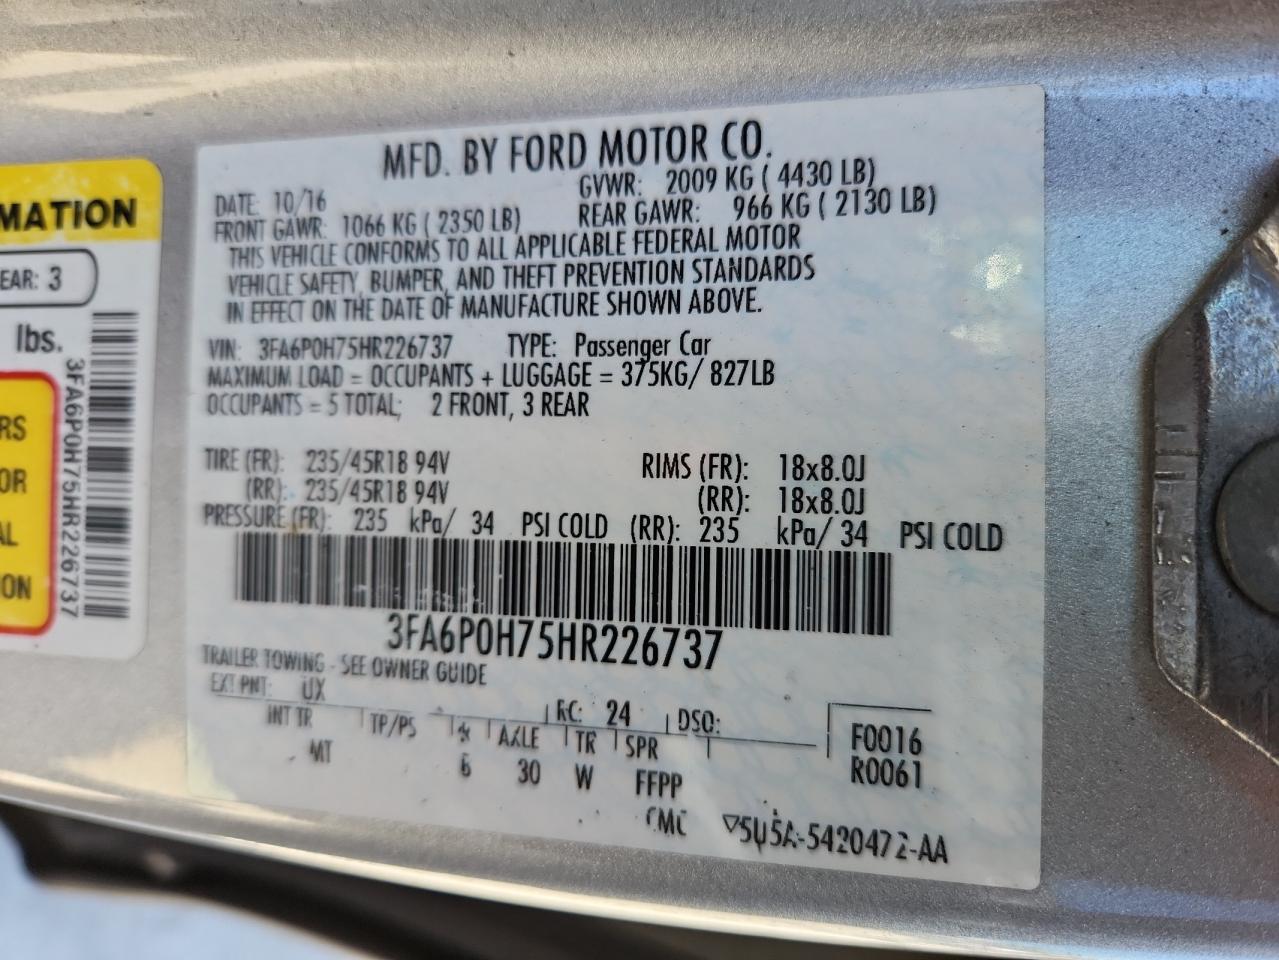 MFD. BY FORD MOTOR CO.
DATE: 10/16 GVWR: 2009 KG ( 4430 LB)
FRONT GAWR: 1066 KG ( 2350 LB) REAR GAWR: 966 KG ( 2130 LB)
THIS VEHICLE CONFORMS TO ALL APPLICABLE FEDERAL MOTOR
VEHICLE SAFETY, BUMPER, AND THEFT PREVENTION STANDARDS
IN EFFECT ON THE DATE OF MANUFACTURE SHOWN ABOVE.
VIN: 3FA6P0H75HR226737 TYPE: Passenger Car
MAXIMUM LOAD = OCCUPANTS + LUGGAGE = 375KG/ 827LB
OCCUPANTS = 5 TOTAL; 2 FRONT, 3 REAR
TIRE (FR): 235/45R18 94V RIMS (FR): 18x8.0J
(RR): 235/45R18 94V (RR): 18x8.0J
PRESSURE (FR): 235 kPa/ 34 PSI COLD (RR): 235 kPa/ 34 PSI COLD
3FA6P0H75HR226737
TRAILER TOWING - SEE OWNER GUIDE
EXT PNT: UX RC: 24 DSO:
INT TR TP/PS AXLE TR SPR F0016
MT 6 30 W FFPP R0061
CMC 5U5A-5420472-AA
MATION
EAR: 3
lbs.
3FA6P0H75HR226737
RS
OR
AL
ON